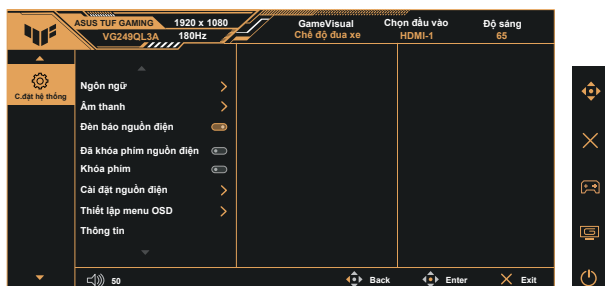 ASUS TUF GAMING 1920 x 1080 GameVisual Chọn đầu vào Độ sáng
VG249QL3A 180Hz Chế độ đua xe HDMI-1 65
C.đặt hệ thống
Ngôn ngữ
Âm thanh
Đèn báo nguồn điện
Đã khóa phím nguồn điện
Khóa phím
Cài đặt nguồn điện
Thiết lập menu OSD
Thông tin
50 Back Enter Exit